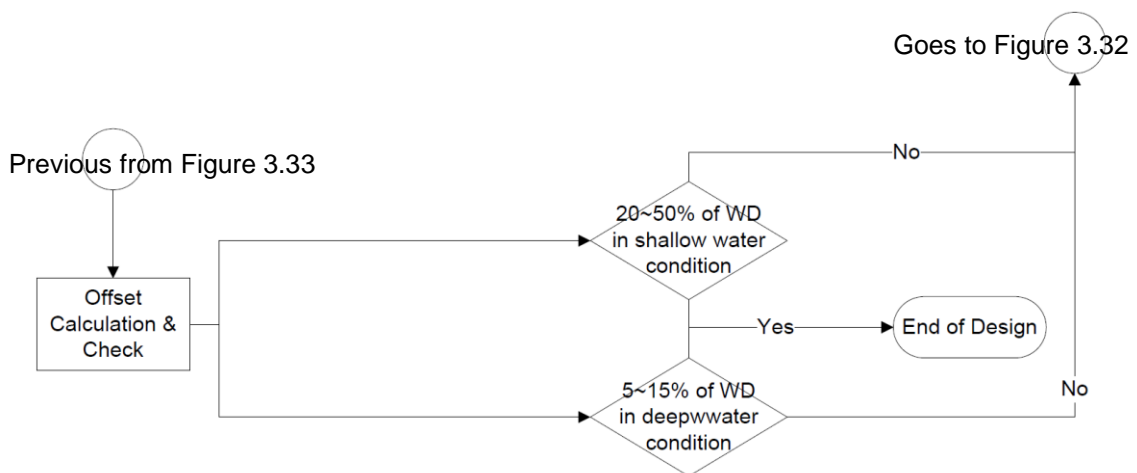 Goes to Figure 3.32
Previous from Figure 3.33
No
20~50% of WD
in shallow water
condition
Offset
Calculation &
Check
Yes
End of Design
5~15% of WD
in deepwwater
condition
No